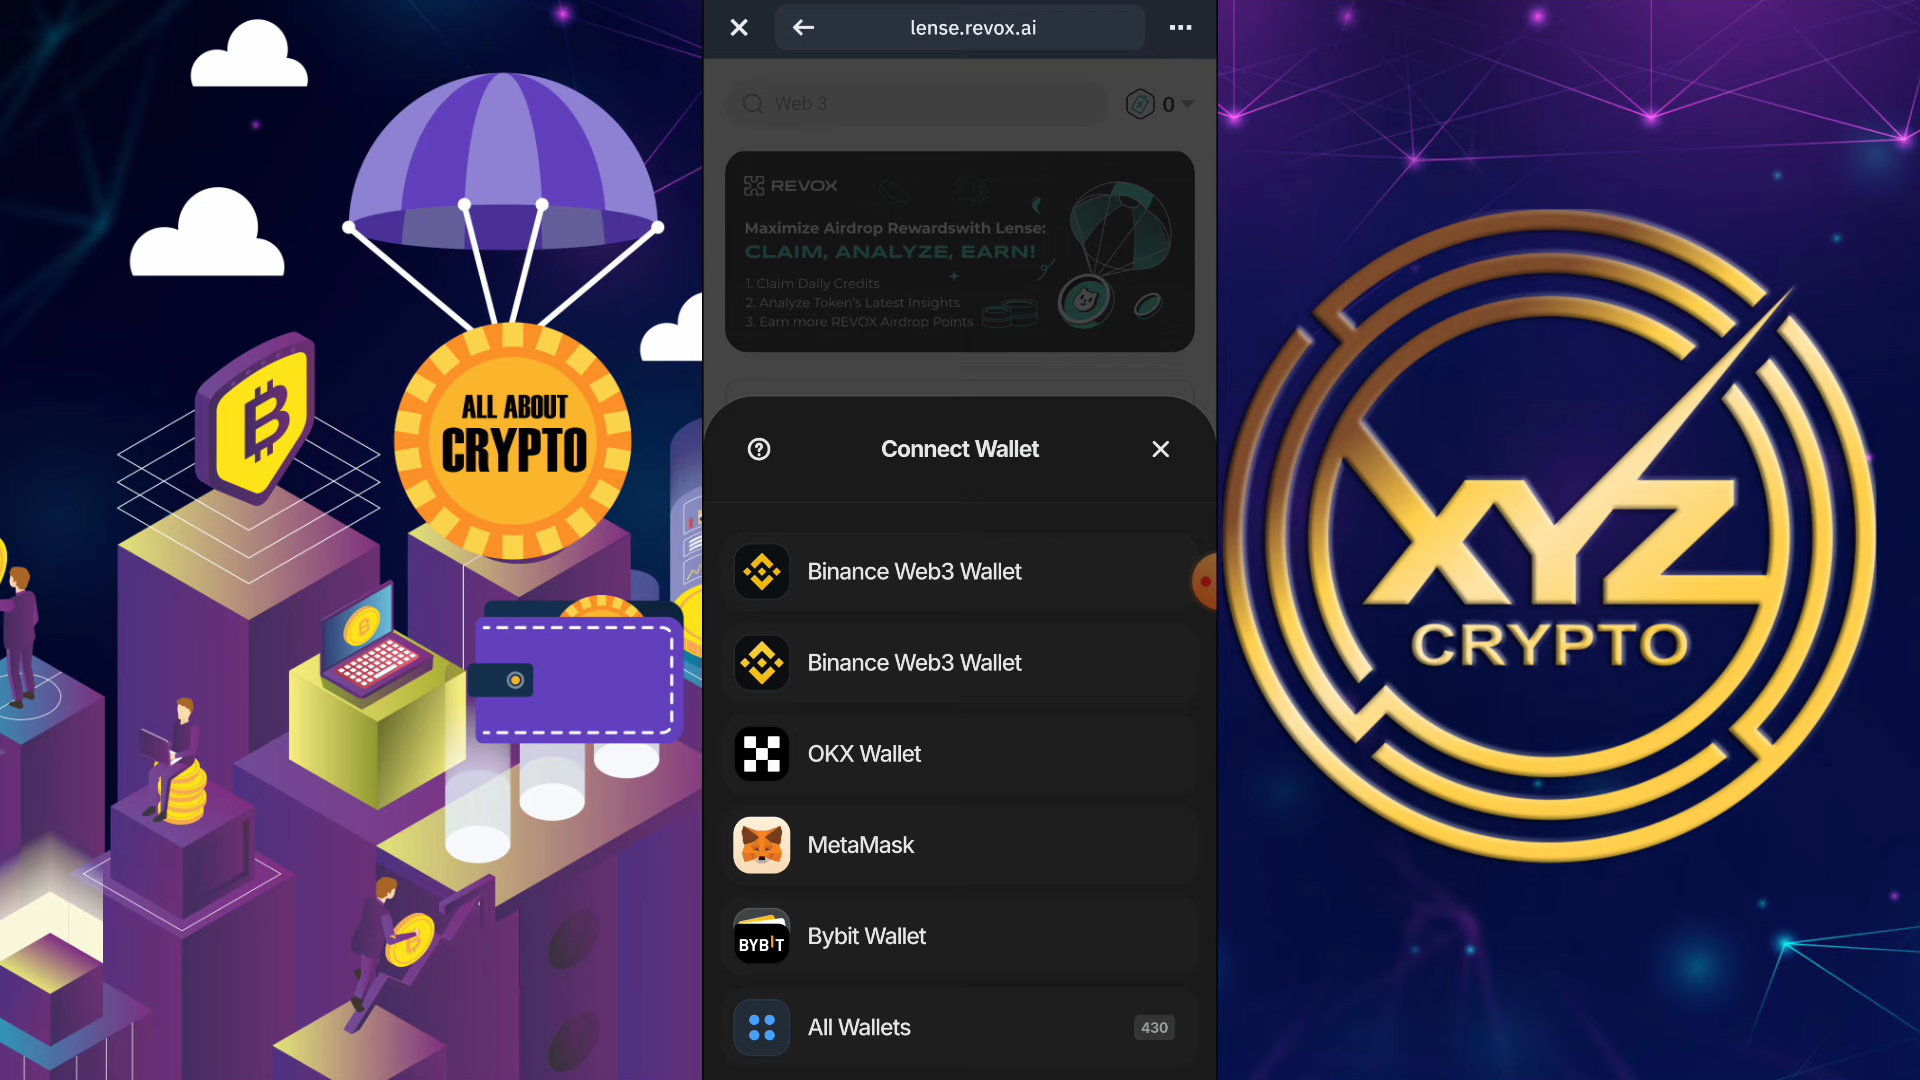 ALL ABOUT
CRYPTO
lense.revox.ai
Web 3
0
REVOX
Maximize Airdrop Rewardswith Lense:
CLAIM, ANALYZE, EARN!
1. Claim Daily Credits
2. Analyze Token's Latest Insights
3. Earn more REVOX Airdrop Points
Connect Wallet
Binance Web3 Wallet
Binance Web3 Wallet
OKX Wallet
MetaMask
BYBIT
Bybit Wallet
All Wallets
430
XYZ
CRYPTO